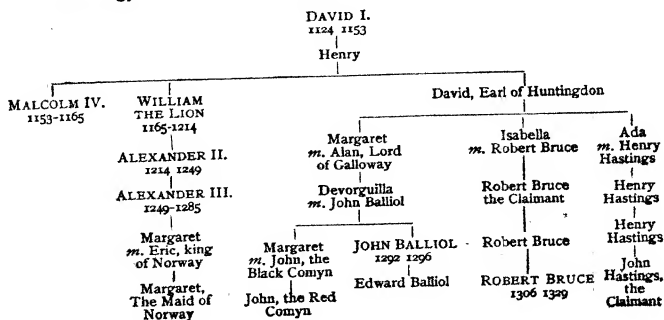 DAVID I.
1124 1153
Henry
MALCOLM IV.
1153-1165
WILLIAM
THE LION
1165-1214
ALEXANDER II.
1214 1249
ALEXANDER III.
1249-1285
Margaret
m. Eric, king
of Norway
Margaret,
The Maid of
Norway
David, Earl of Huntingdon
Margaret
m. Alan, Lord
of Galloway
Devorguilla
m. John Balliol
Margaret
m. John, the
Black Comyn
John, the Red
Comyn
JOHN BALLIOL
1292 1296
Edward Balliol
Isabella
m. Robert Bruce
Robert Bruce
the Claimant
Robert Bruce
ROBERT BRUCE
1306 1329
Ada
m. Henry
Hastings
Henry
Hastings
Henry
Hastings
John
Hastings,
the
Claimant